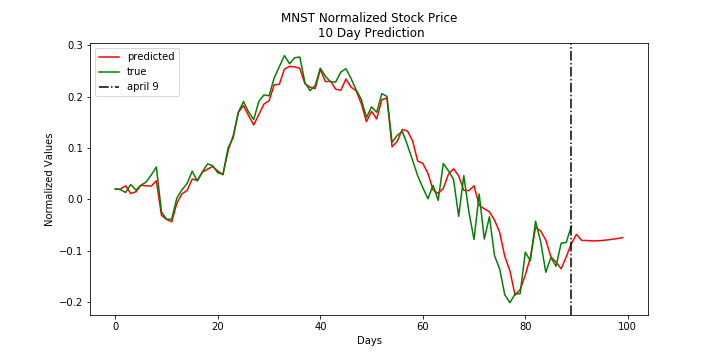 MNST Normalized Stock Price
10 Day Prediction
predicted
true
april 9
Normalized Values
0.3
0.2
0.1
0.0
−0.1
−0.2
0 20 40 60 80 100
Days